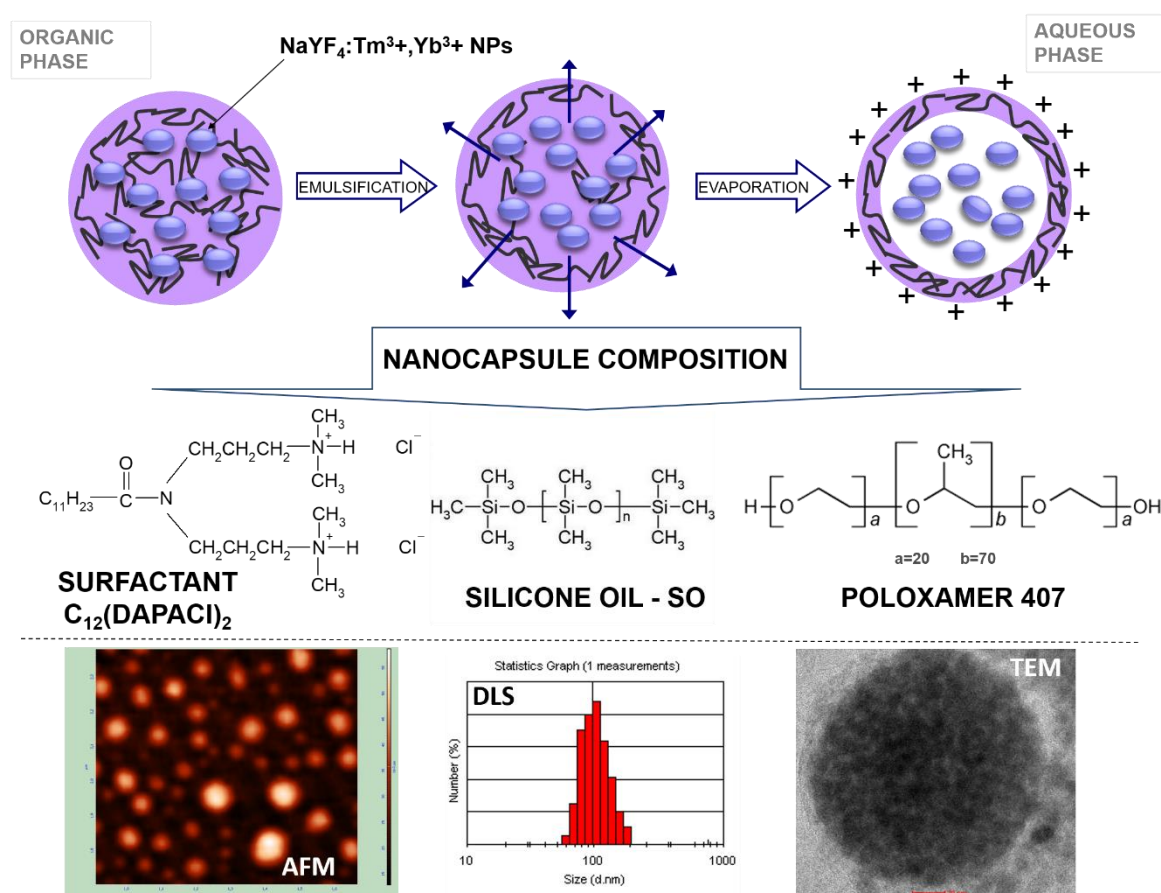 ORGANIC
PHASE
NaYF₄:Tm³⁺,Yb³⁺ NPs
AQUEOUS
PHASE
EMULSIFICATION
EVAPORATION
+ + + + + + + + + + + + + + + + + +
NANOCAPSULE COMPOSITION
CH₃
CH₂CH₂CH₂—N⁺—H Cl⁻
CH₃
O
C₁₁H₂₃—C—N
CH₃
CH₂CH₂CH₂—N⁺—H Cl⁻
CH₃
SURFACTANT
C₁₂(DAPACl)₂
CH₃ CH₃ CH₃
H₃C—Si—O—[Si—O]n—Si—CH₃
CH₃ CH₃ CH₃
SILICONE OIL - SO
CH₃
H[O]a[O]b[O]aOH
a=20 b=70
POLOXAMER 407
AFM
Statistics Graph (1 measurements)
DLS
Number (%)
10 100 1000
Size (d.nm)
TEM